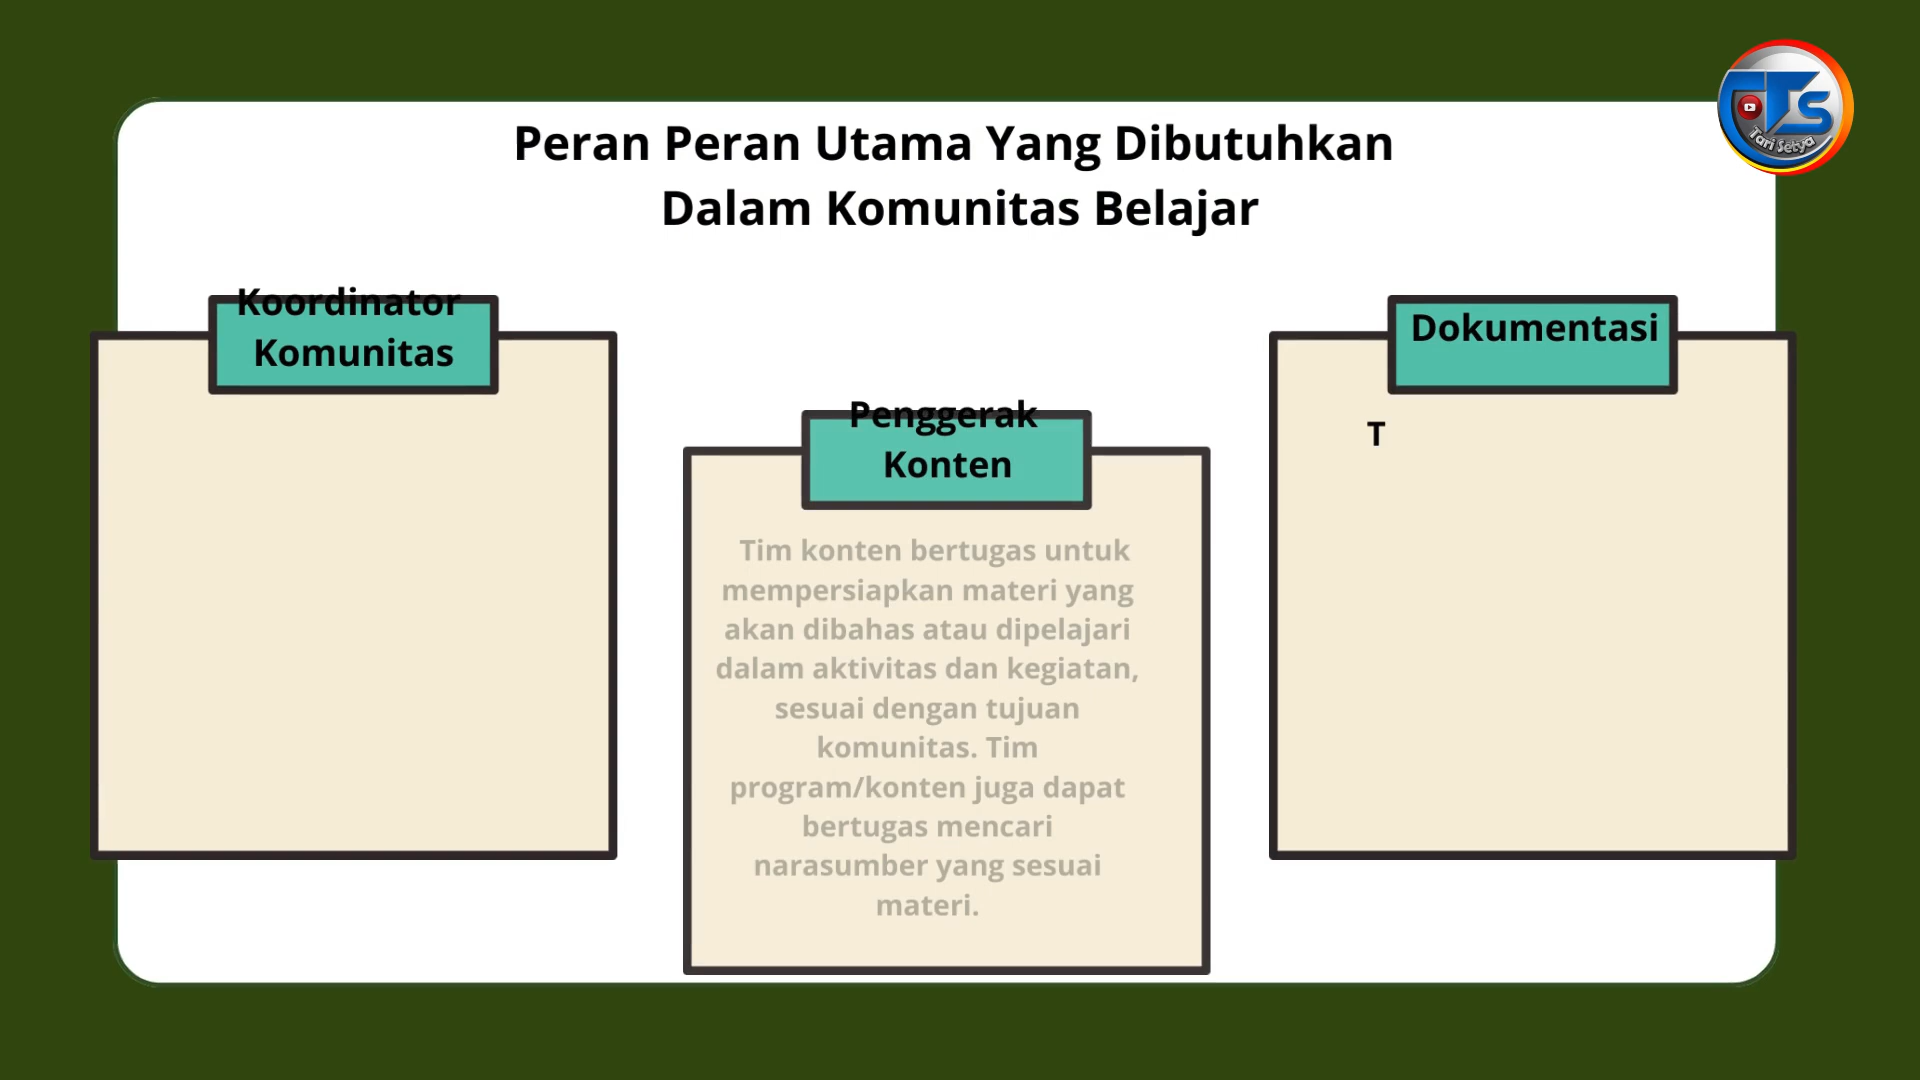 Peran Peran Utama Yang Dibutuhkan
Dalam Komunitas Belajar
Koordinator
Komunitas
Penggerak
Konten
Tim konten bertugas untuk
mempersiapkan materi yang
akan dibahas atau dipelajari
dalam aktivitas dan kegiatan,
sesuai dengan tujuan
komunitas. Tim
program/konten juga dapat
bertugas mencari
narasumber yang sesuai
materi.
Dokumentasi
T
TS
Tari Setya